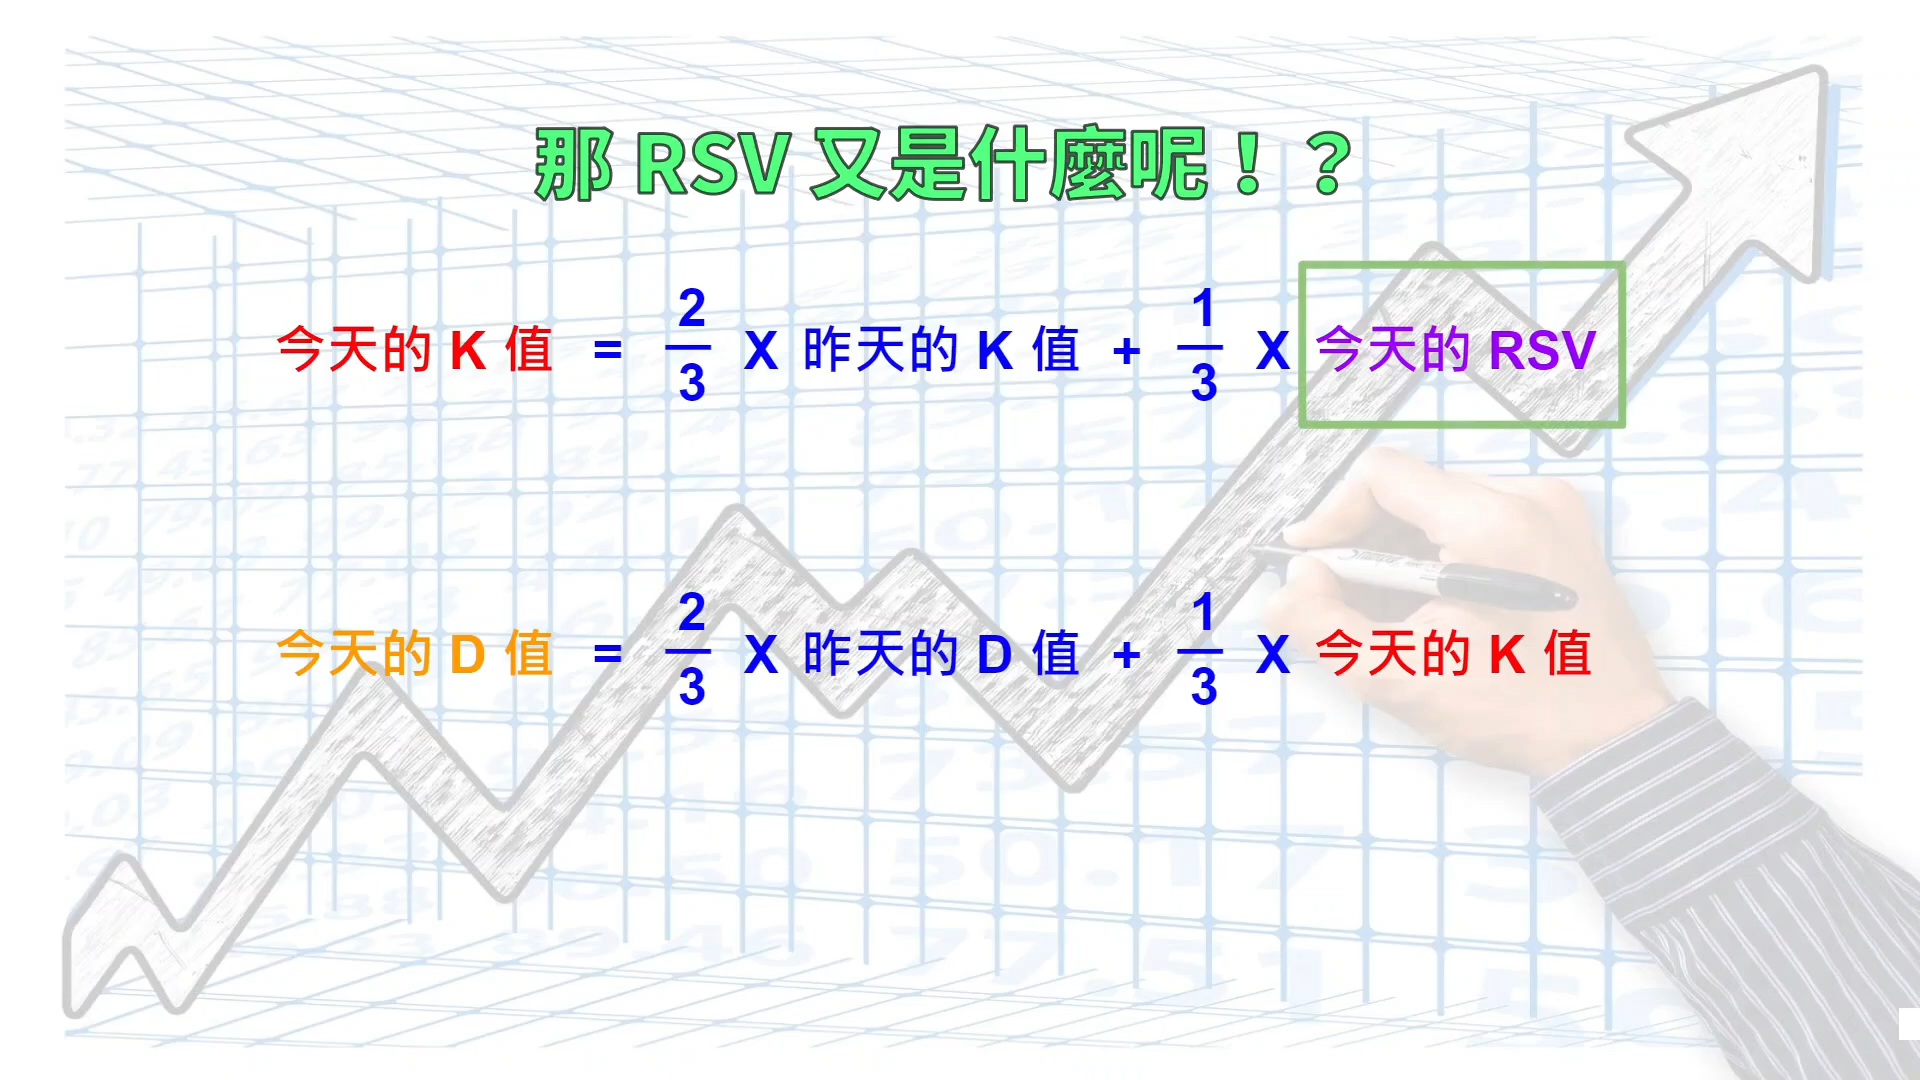 那 RSV 又是什麼呢！？
今天的 K 值 = 2/3 X 昨天的 K 值 + 1/3 X 今天的 RSV
今天的 D 值 = 2/3 X 昨天的 D 值 + 1/3 X 今天的 K 值